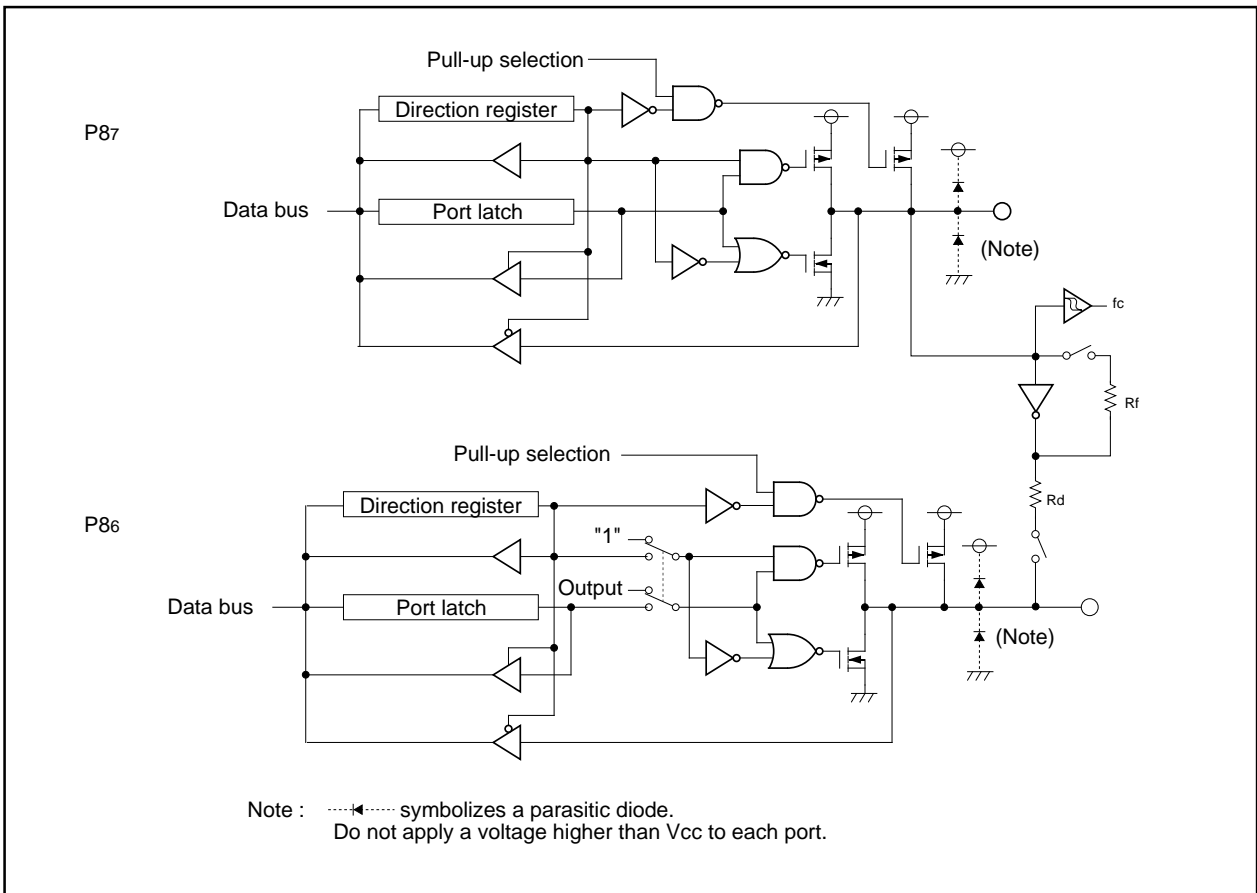 Pull-up selection
Direction register
P87
Data bus
Port latch
(Note)
fc
Rf
Pull-up selection
Direction register
Rd
P86
"1"
Output
Data bus
Port latch
(Note)
Note : symbolizes a parasitic diode.
Do not apply a voltage higher than Vcc to each port.